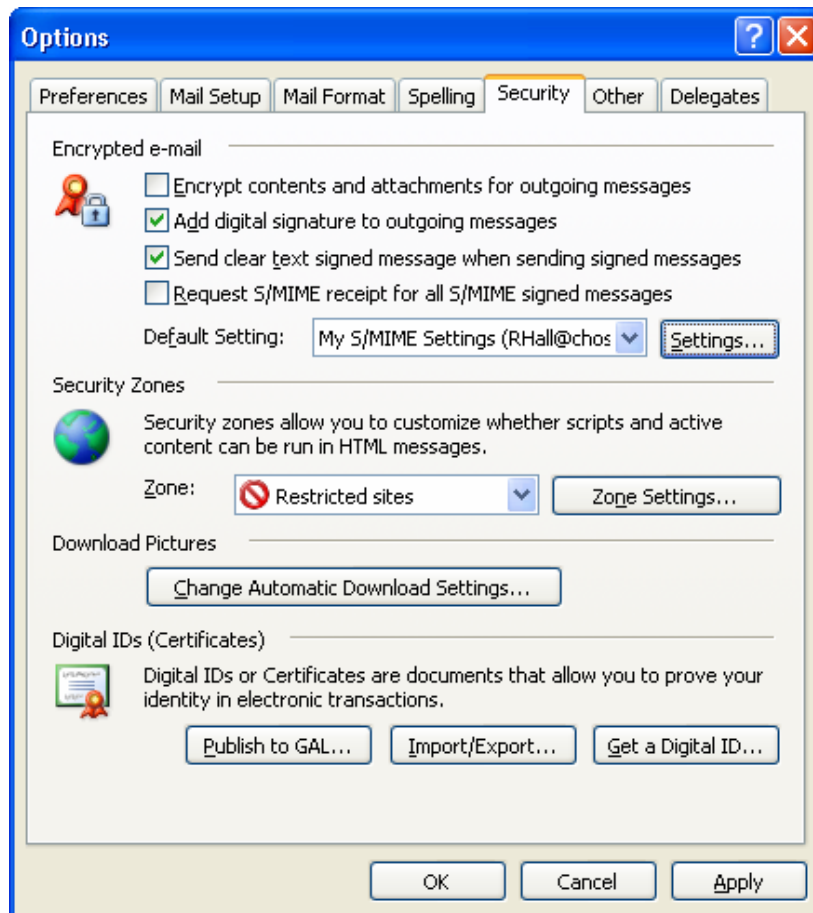 Options
?
Preferences Mail Setup Mail Format Spelling Security Other Delegates
Encrypted e-mail
Encrypt contents and attachments for outgoing messages
Add digital signature to outgoing messages
Send clear text signed message when sending signed messages
Request S/MIME receipt for all S/MIME signed messages
Default Setting: My S/MIME Settings (RHall@chos Settings...
Security Zones
Security zones allow you to customize whether scripts and active
content can be run in HTML messages.
Zone: Restricted sites Zone Settings...
Download Pictures
Change Automatic Download Settings...
Digital IDs (Certificates)
Digital IDs or Certificates are documents that allow you to prove your
identity in electronic transactions.
Publish to GAL... Import/Export... Get a Digital ID...
OK Cancel Apply